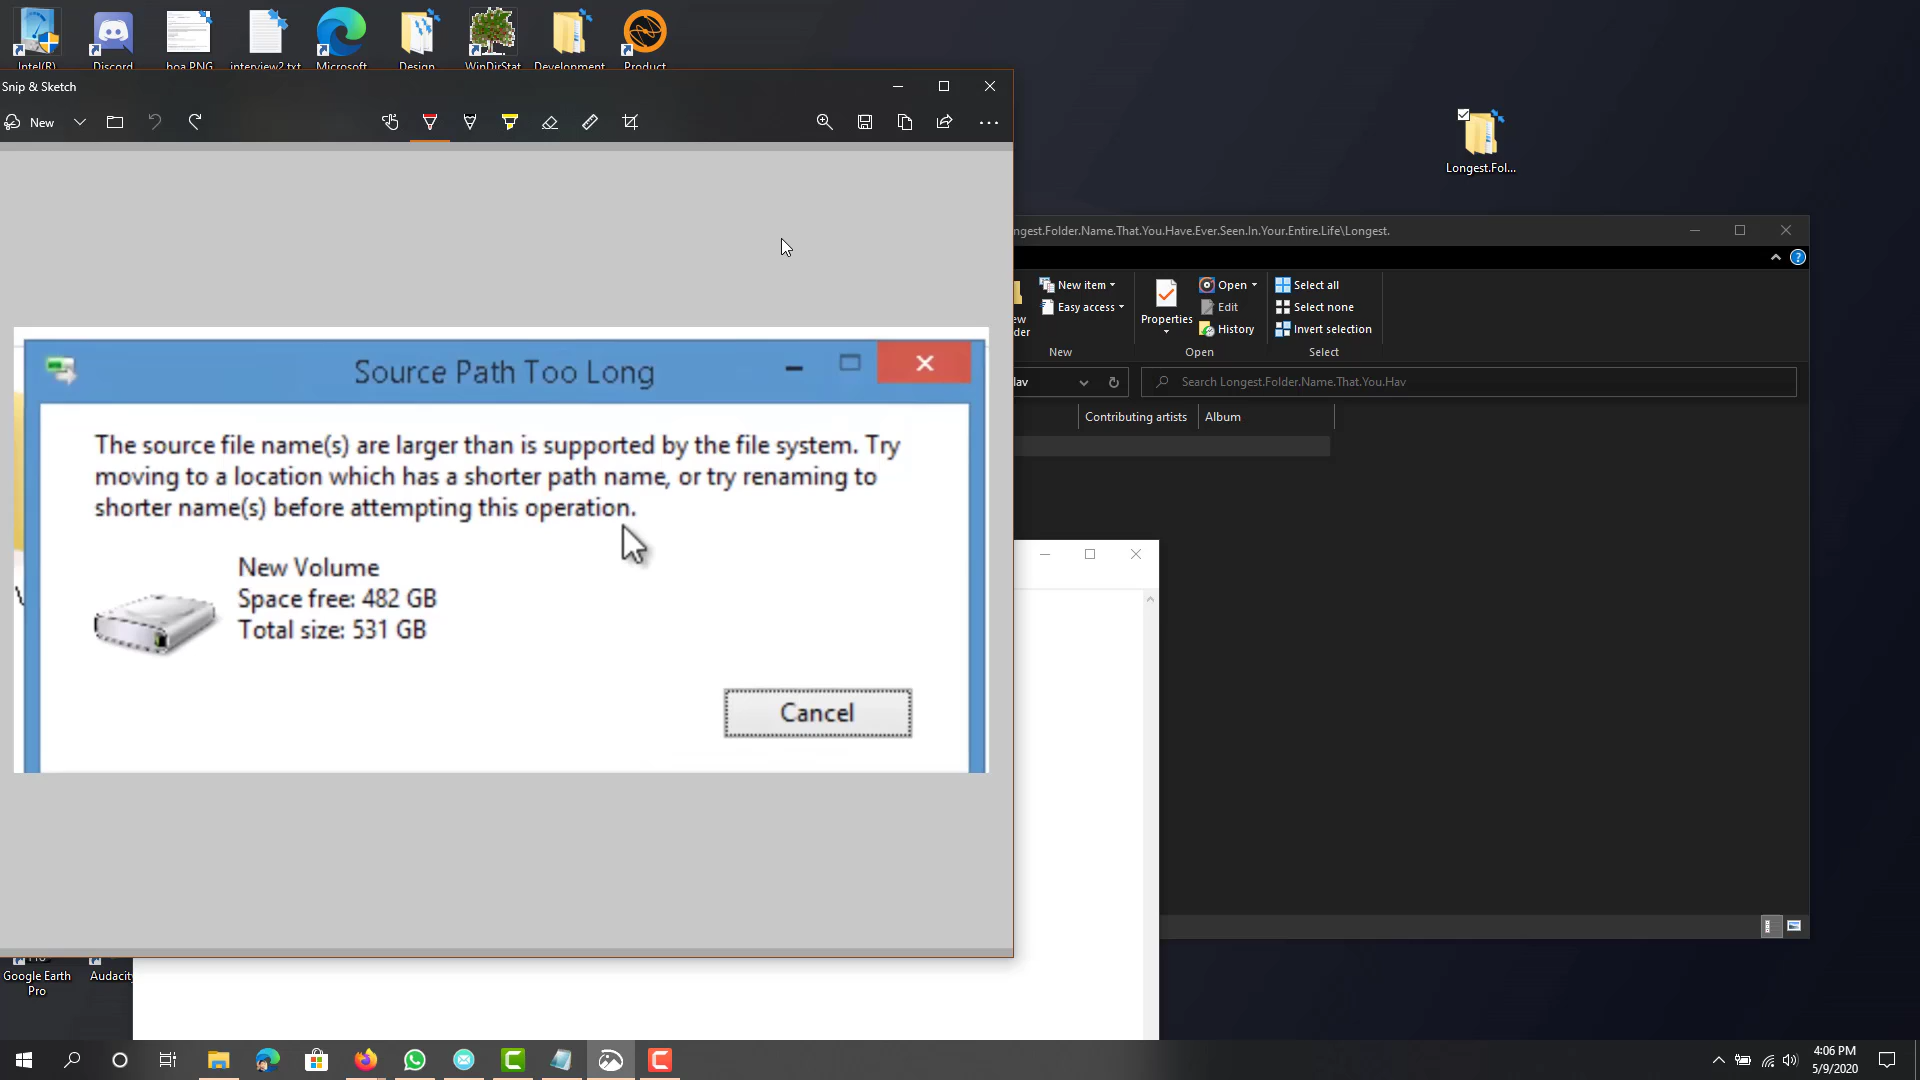 Intel(R)
Discord
hoa.PNG
interview2.txt
Microsoft
Design
WinDirStat
Development
Product
Snip & Sketch
New
Longest.Fol...
ngest.Folder.Name.That.You.Have.Ever.Seen.In.Your.Entire.Life\Longest.
New item
Easy access
New
Properties
Open
Edit
History
Open
Select all
Select none
Invert selection
Select
Search Longest.Folder.Name.That.You.Hav
Contributing artists
Album
Source Path Too Long
The source file name(s) are larger than is supported by the file system. Try
moving to a location which has a shorter path name, or try renaming to
shorter name(s) before attempting this operation.
New Volume
Space free: 482 GB
Total size: 531 GB
Cancel
Google Earth
Pro
Audacit
4:06 PM
5/9/2020